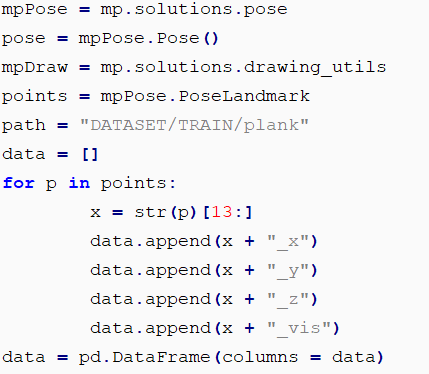 mpPose = mp.solutions.pose
pose = mpPose.Pose()
mpDraw = mp.solutions.drawing_utils
points = mpPose.PoseLandmark
path = "DATASET/TRAIN/plank"
data = []
for p in points:
        x = str(p)[13:]
        data.append(x + "_x")
        data.append(x + "_y")
        data.append(x + "_z")
        data.append(x + "_vis")
data = pd.DataFrame(columns = data)